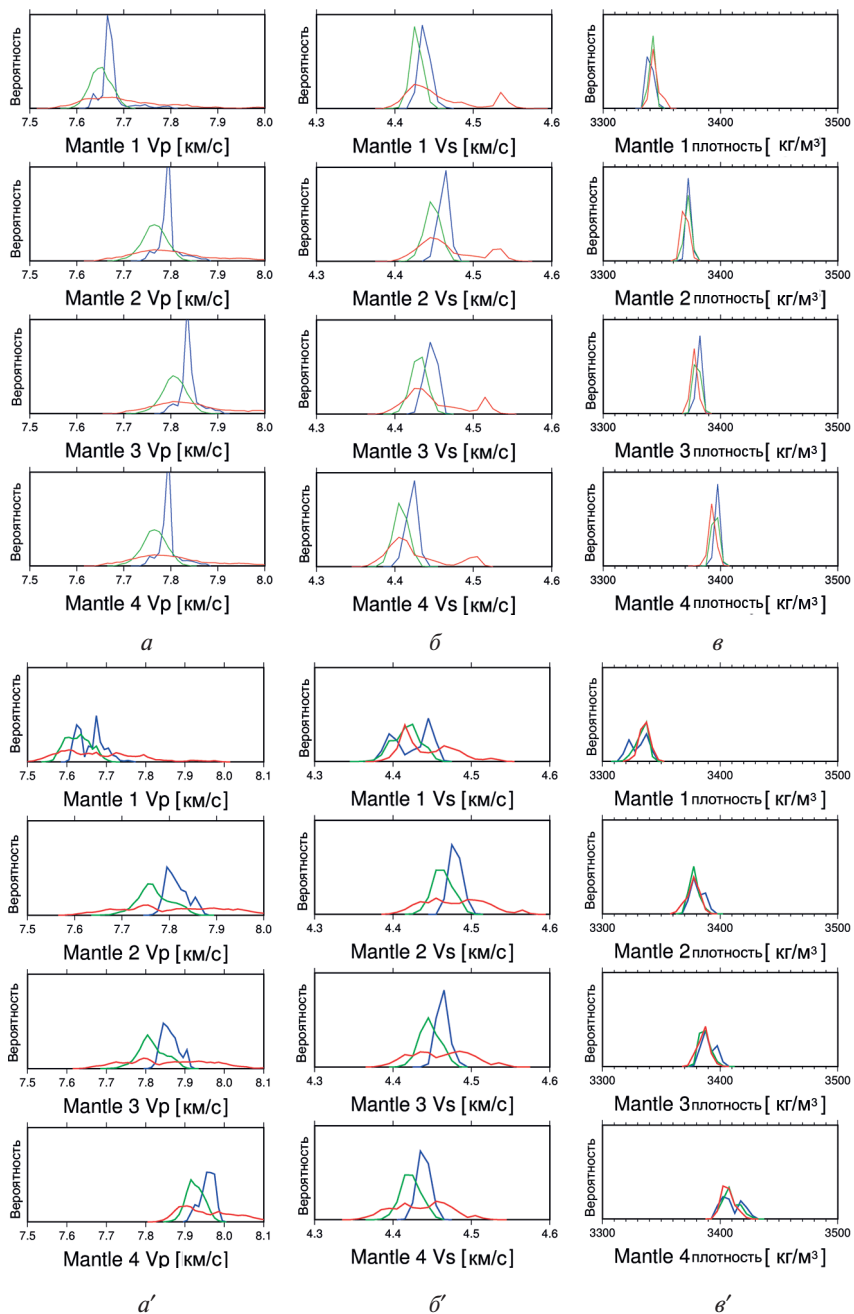 Вероятность Вероятность Вероятность
7.5 7.6 7.7 7.8 7.9 8.0 4.3 4.4 4.5 4.6 3300 3400 3500
Mantle 1 Vp [км/с] Mantle 1 Vs [км/с] Mantle 1 плотность [ кг/м³ ]
Вероятность Вероятность Вероятность
7.5 7.6 7.7 7.8 7.9 8.0 4.3 4.4 4.5 4.6 3300 3400 3500
Mantle 2 Vp [км/с] Mantle 2 Vs [км/с] Mantle 2 плотность [ кг/м³ ]
Вероятность Вероятность Вероятность
7.5 7.6 7.7 7.8 7.9 8.0 4.3 4.4 4.5 4.6 3300 3400 3500
Mantle 3 Vp [км/с] Mantle 3 Vs [км/с] Mantle 3 плотность [ кг/м³ ]
Вероятность Вероятность Вероятность
7.5 7.6 7.7 7.8 7.9 8.0 4.3 4.4 4.5 4.6 3300 3400 3500
Mantle 4 Vp [км/с] Mantle 4 Vs [км/с] Mantle 4 плотность [ кг/м³ ]
а б в
Вероятность Вероятность Вероятность
7.5 7.6 7.7 7.8 7.9 8.0 8.1 4.3 4.4 4.5 4.6 3300 3400 3500
Mantle 1 Vp [км/с] Mantle 1 Vs [км/с] Mantle 1 плотность [ кг/м³ ]
Вероятность Вероятность Вероятность
7.5 7.6 7.7 7.8 7.9 8.0 8.1 4.3 4.4 4.5 4.6 3300 3400 3500
Mantle 2 Vp [км/с] Mantle 2 Vs [км/с] Mantle 2 плотность [ кг/м³ ]
Вероятность Вероятность Вероятность
7.5 7.6 7.7 7.8 7.9 8.0 8.1 4.3 4.4 4.5 4.6 3300 3400 3500
Mantle 3 Vp [км/с] Mantle 3 Vs [км/с] Mantle 3 плотность [ кг/м³ ]
Вероятность Вероятность Вероятность
7.5 7.6 7.7 7.8 7.9 8.0 8.1 4.3 4.4 4.5 4.6 3300 3400 3500
Mantle 4 Vp [км/с] Mantle 4 Vs [км/с] Mantle 4 плотность [ кг/м³ ]
а′ б′ в′